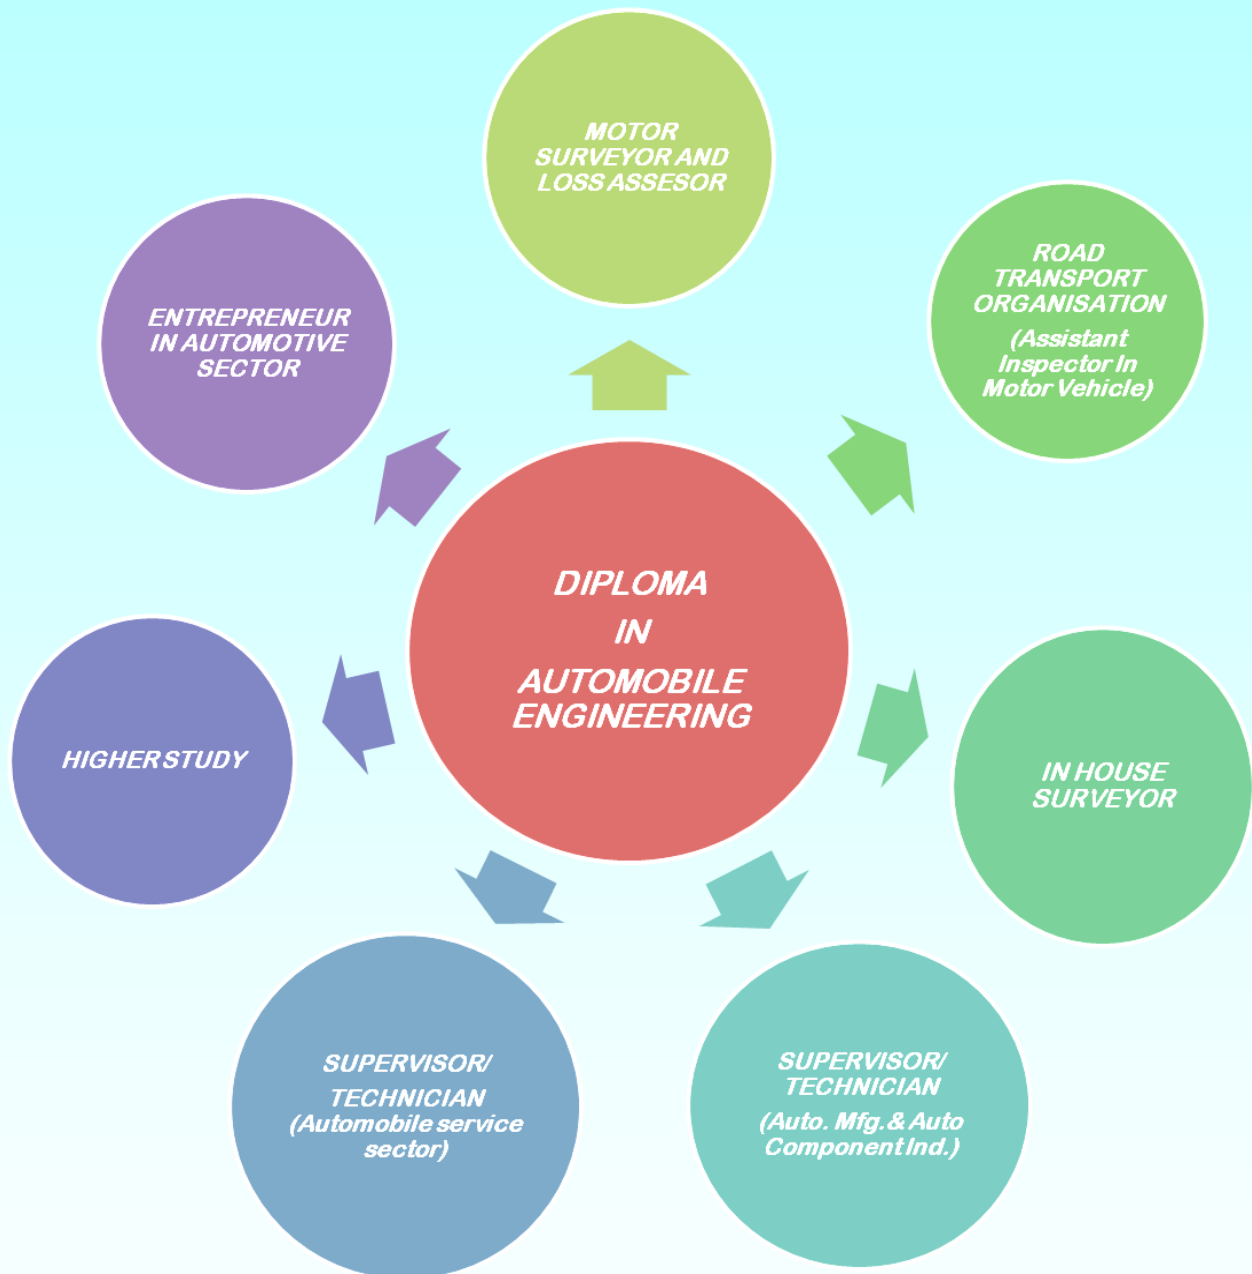 MOTOR
SURVEYOR AND
LOSS ASSESOR
ROAD
TRANSPORT
ORGANISATION
(Assistant
Inspector In
Motor Vehicle)
IN HOUSE
SURVEYOR
SUPERVISOR/
TECHNICIAN
(Auto. Mfg.& Auto
Component Ind.)
SUPERVISOR/
TECHNICIAN
(Automobile service
sector)
HIGHER STUDY
ENTREPRENEUR
IN AUTOMOTIVE
SECTOR
DIPLOMA
IN
AUTOMOBILE
ENGINEERING